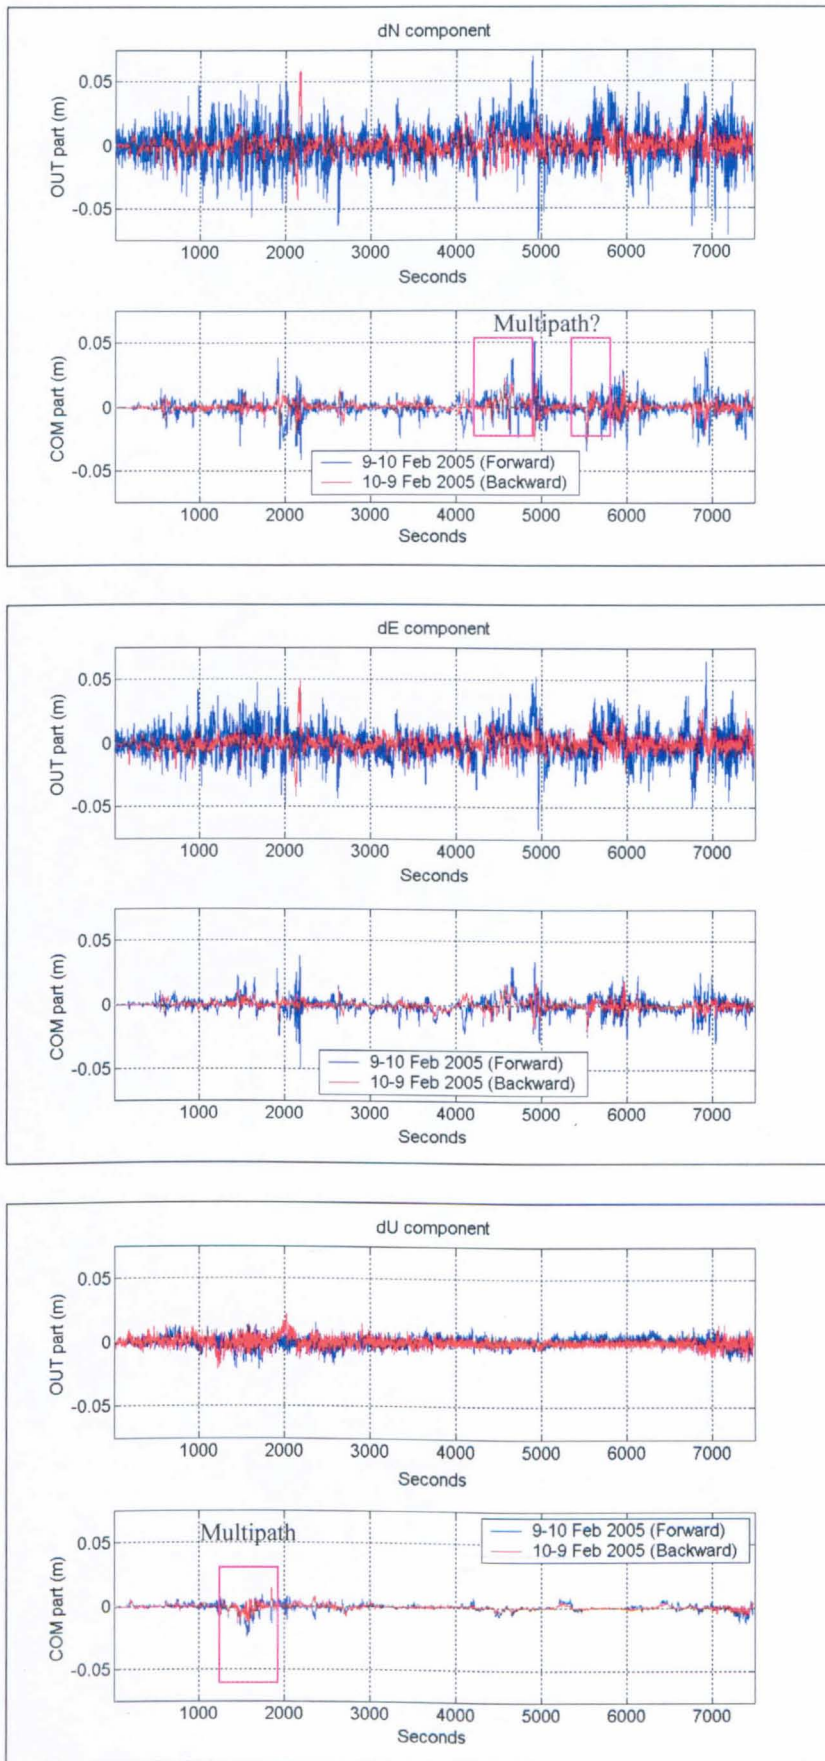 dN component
OUT part (m)
0.05
0
-0.05
1000 2000 3000 4000 5000 6000 7000
Seconds
COM part (m)
Multipath?
0.05
0
-0.05
9-10 Feb 2005 (Forward)
10-9 Feb 2005 (Backward)
1000 2000 3000 4000 5000 6000 7000
Seconds
dE component
OUT part (m)
0.05
0
-0.05
1000 2000 3000 4000 5000 6000 7000
Seconds
COM part (m)
0.05
0
-0.05
9-10 Feb 2005 (Forward)
10-9 Feb 2005 (Backward)
1000 2000 3000 4000 5000 6000 7000
Seconds
dU component
OUT part (m)
0.05
0
-0.05
1000 2000 3000 4000 5000 6000 7000
Seconds
COM part (m)
Multipath
9-10 Feb 2005 (Forward)
10-9 Feb 2005 (Backward)
0.05
0
-0.05
1000 2000 3000 4000 5000 6000 7000
Seconds